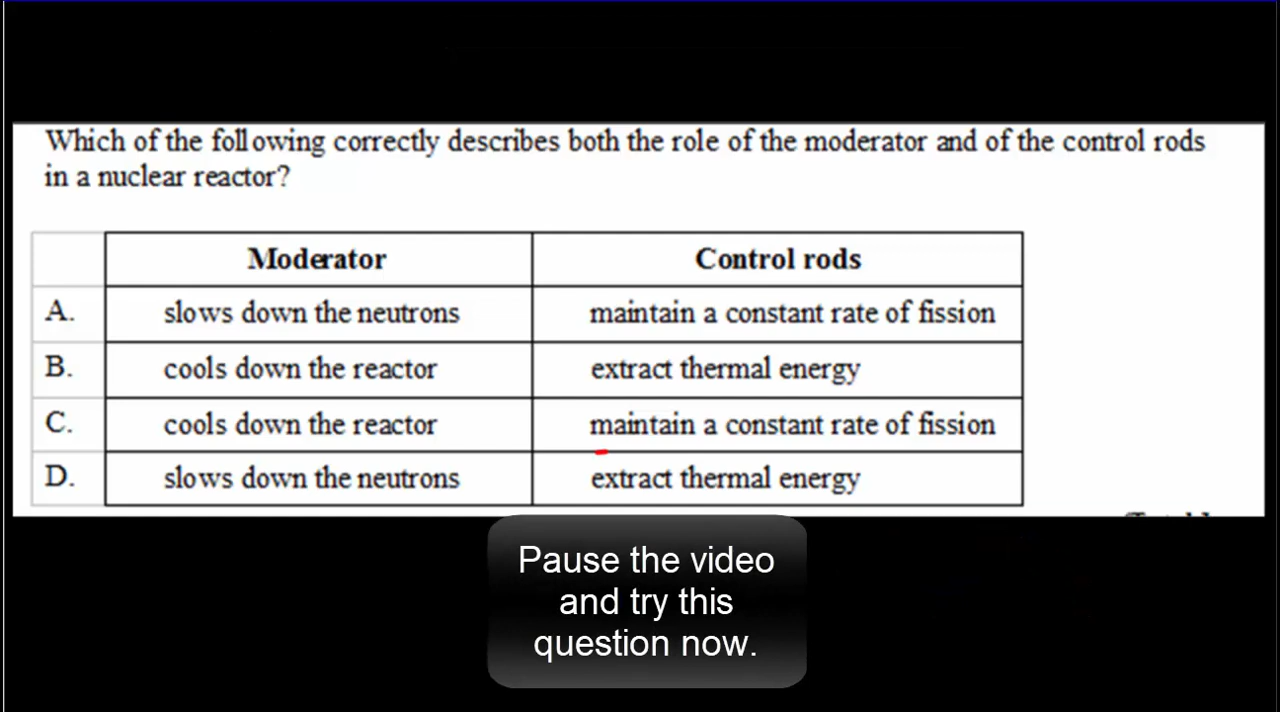 Which of the following correctly describes both the role of the moderator and of the control rods
in a nuclear reactor?
Moderator Control rods
A. slows down the neutrons maintain a constant rate of fission
B. cools down the reactor extract thermal energy
C. cools down the reactor maintain a constant rate of fission
D. slows down the neutrons extract thermal energy
Pause the video
and try this
question now.